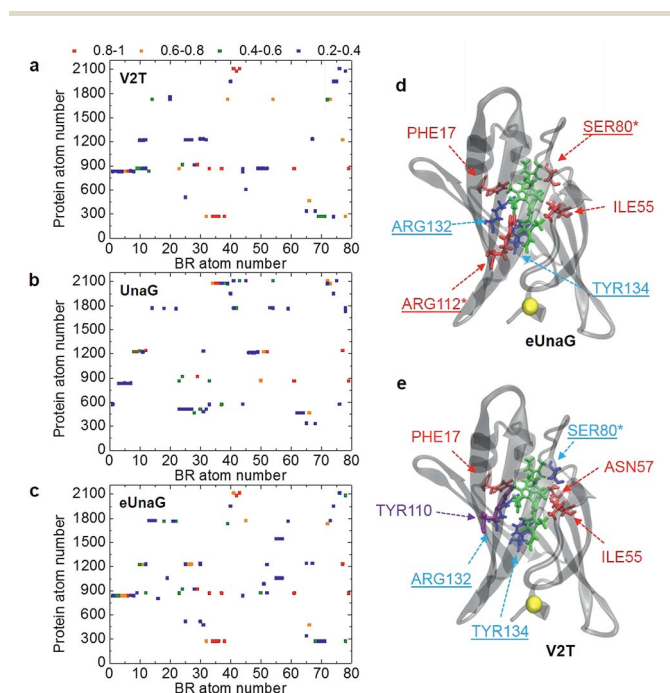 0.8-1 0.6-0.8 0.4-0.6 0.2-0.4
a
V2T
2100
1800
1500
1200
900
600
300
0
Protein atom number
0 10 20 30 40 50 60 70 80
BR atom number
b
UnaG
2100
1800
1500
1200
900
600
300
0
Protein atom number
0 10 20 30 40 50 60 70 80
BR atom number
c
eUnaG
2100
1800
1500
1200
900
600
300
0
Protein atom number
0 10 20 30 40 50 60 70 80
BR atom number
d
PHE17
SER80*
ARG132
ILE55
ARG112*
TYR134
eUnaG
e
PHE17
SER80*
ASN57
TYR110
ARG132
ILE55
TYR134
V2T